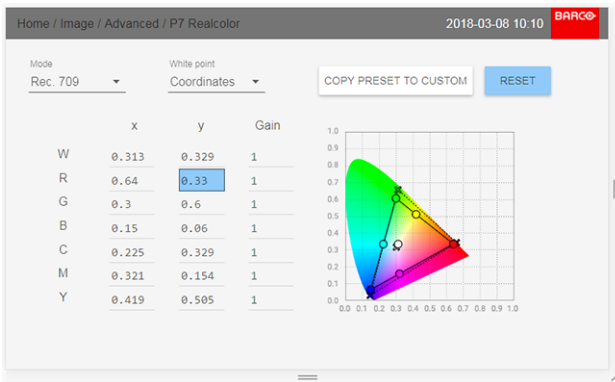 Home / Image / Advanced / P7 Realcolor 2018-03-08 10:10 BARCO
Mode White point
Rec. 709 Coordinates COPY PRESET TO CUSTOM RESET
x y Gain
W 0.313 0.329 1
R 0.64 0.33 1
G 0.3 0.6 1
B 0.15 0.06 1
C 0.225 0.329 1
M 0.321 0.154 1
Y 0.419 0.505 1
1.0
0.9
0.8
0.7
0.6
0.5
0.4
0.3
0.2
0.1
0.0
0.0 0.1 0.2 0.3 0.4 0.5 0.6 0.7 0.8 0.9 1.0